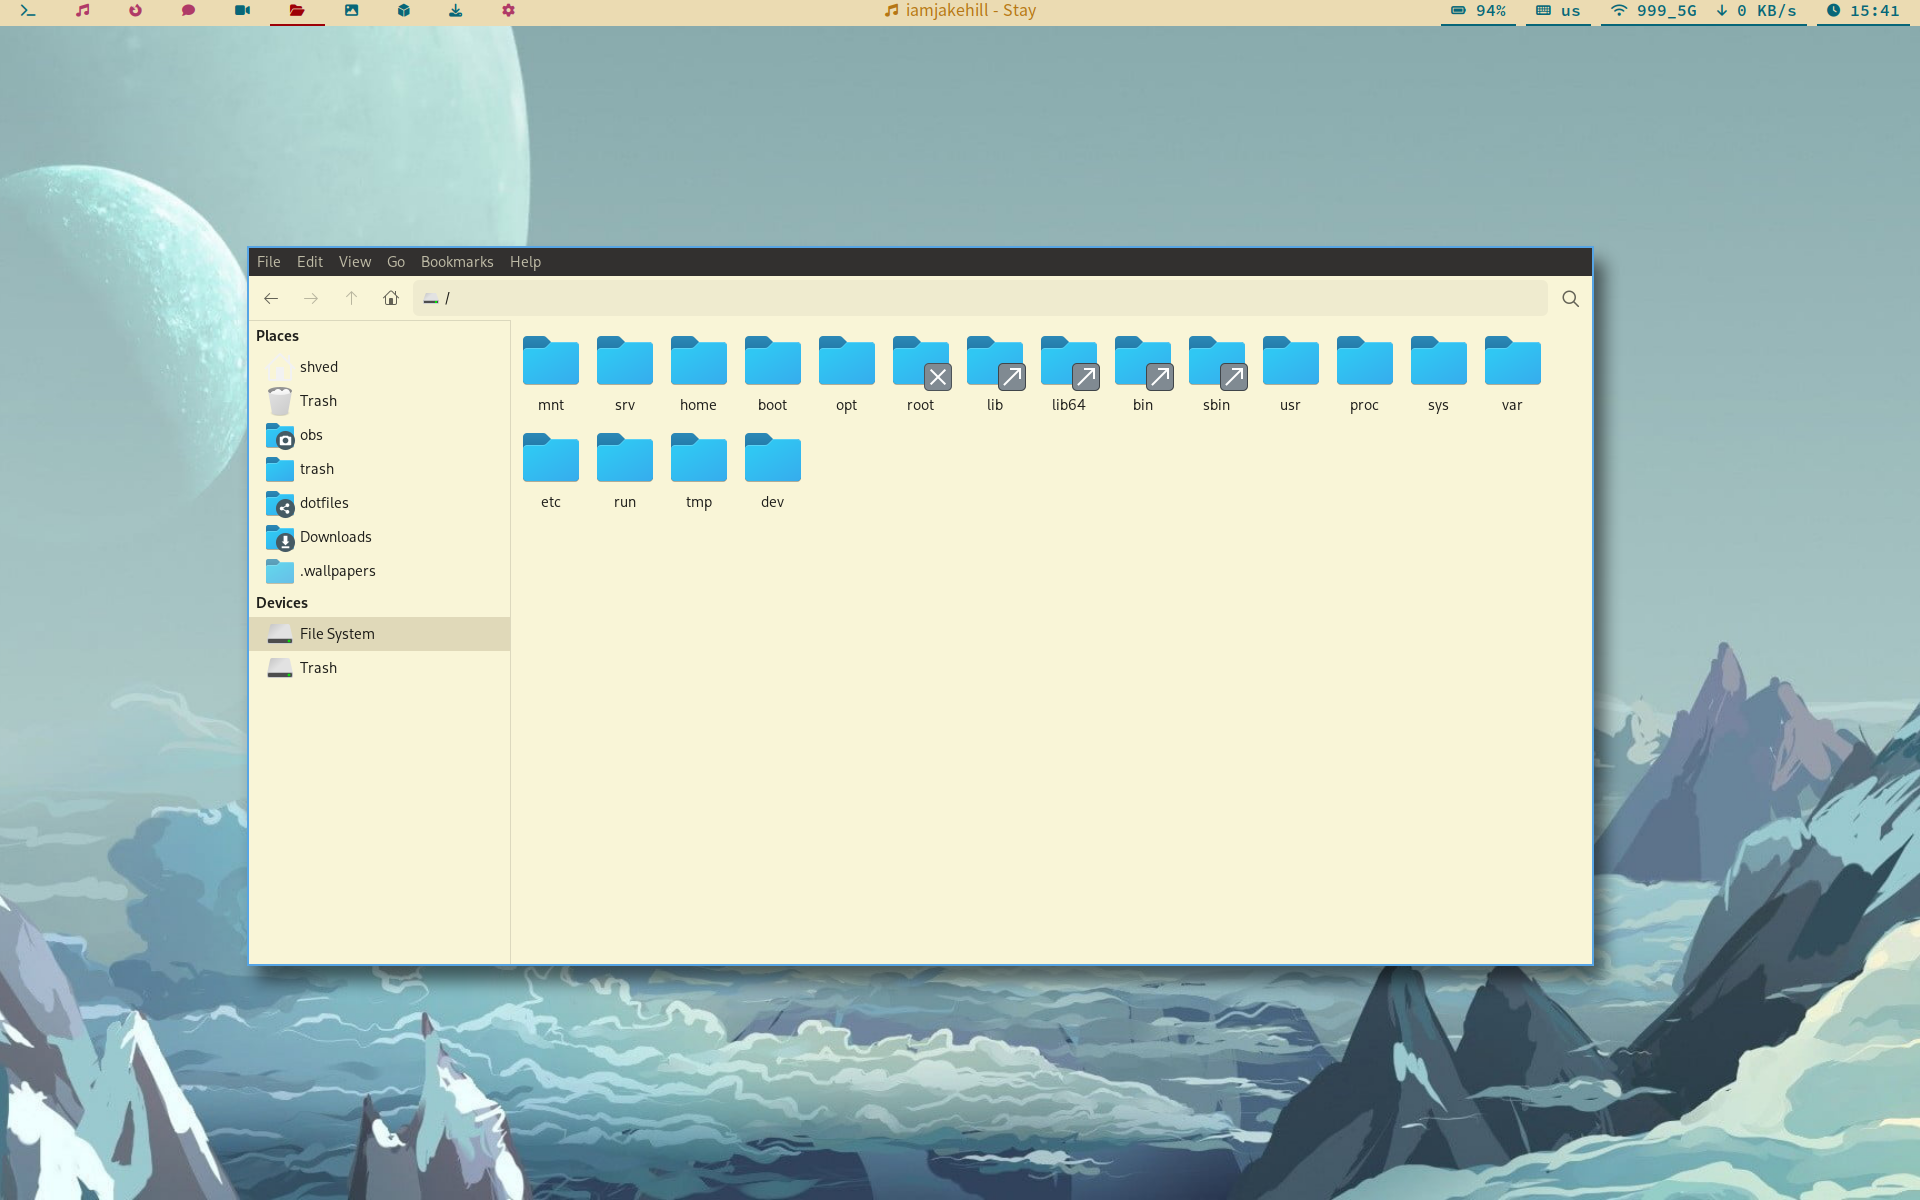 iamjakehill - Stay
94% us 999_5G 0 KB/s 15:41
File Edit View Go Bookmarks Help
/
Places
shved
Trash
obs
trash
dotfiles
Downloads
.wallpapers
Devices
File System
Trash
mnt srv home boot opt root lib lib64 bin sbin usr proc sys var
etc run tmp dev